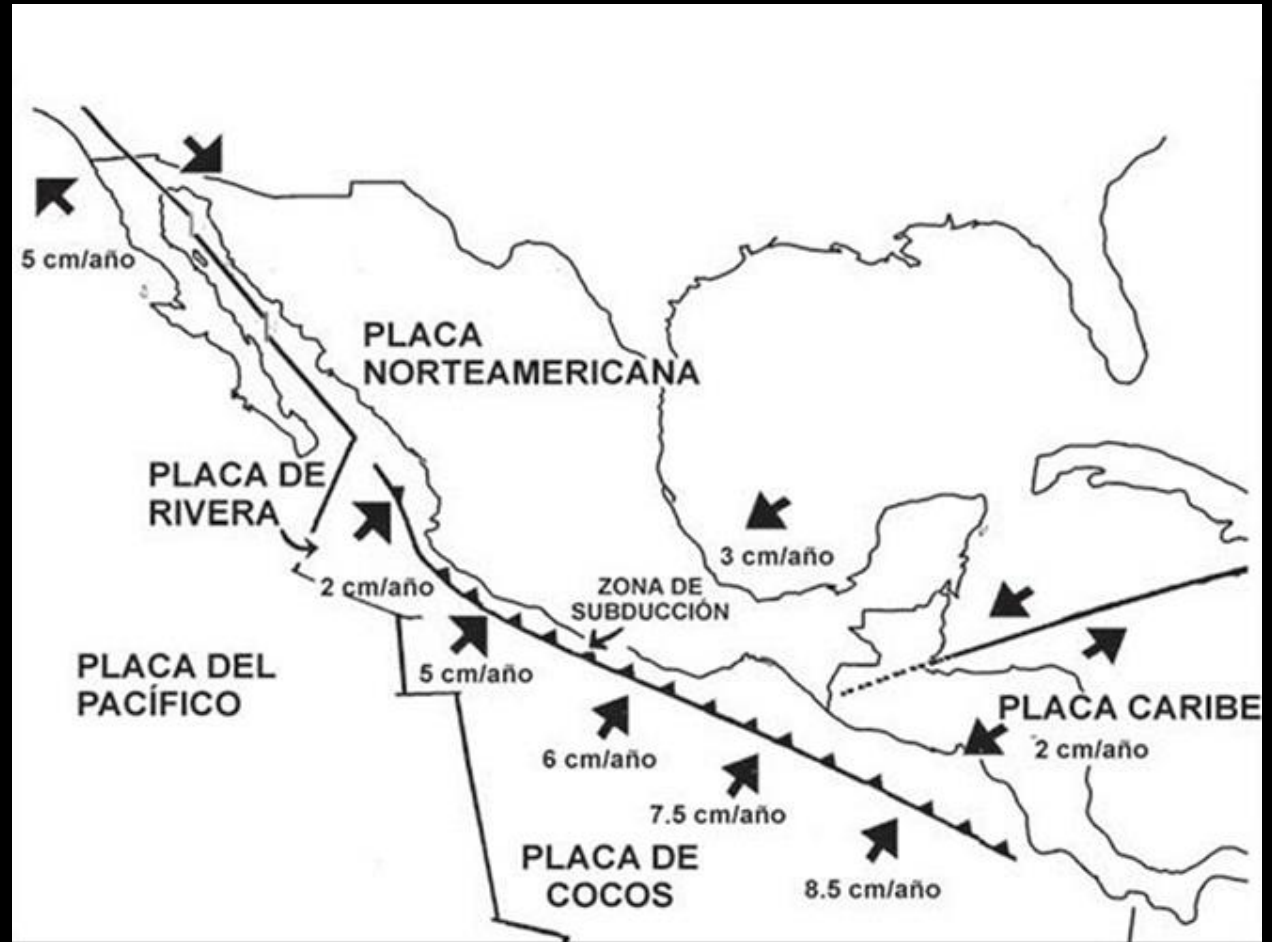 5 cm/año
PLACA
NORTEAMERICANA
PLACA DE
RIVERA
3 cm/año
2 cm/año
ZONA DE
SUBDUCCIÓN
PLACA DEL
PACÍFICO
5 cm/año
PLACA CARIBE
2 cm/año
6 cm/año
7.5 cm/año
PLACA DE
COCOS
8.5 cm/año